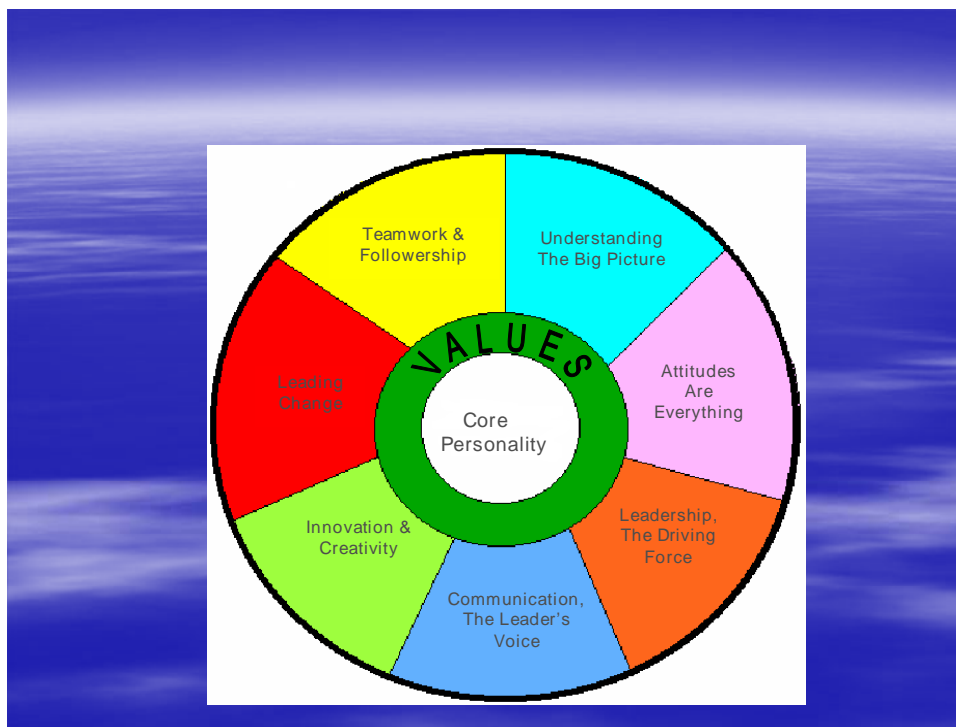 Teamwork &
Followership
Understanding
The Big Picture
Attitudes
Are
Everything
Leadership,
The Driving
Force
Communication,
The Leader's
Voice
Innovation &
Creativity
Leading
Change
VALUES
Core
Personality